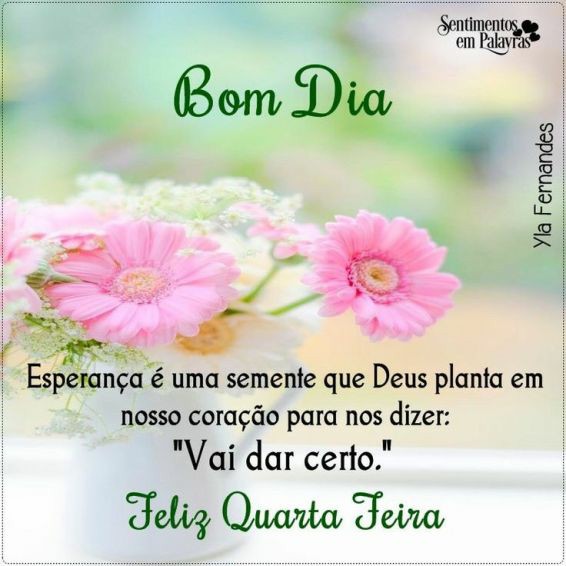 Sentimentos
em Palavras
Bom Dia
Yla Fernandes
Esperança é uma semente que Deus planta em
nosso coração para nos dizer:
"Vai dar certo."
Feliz Quarta Feira